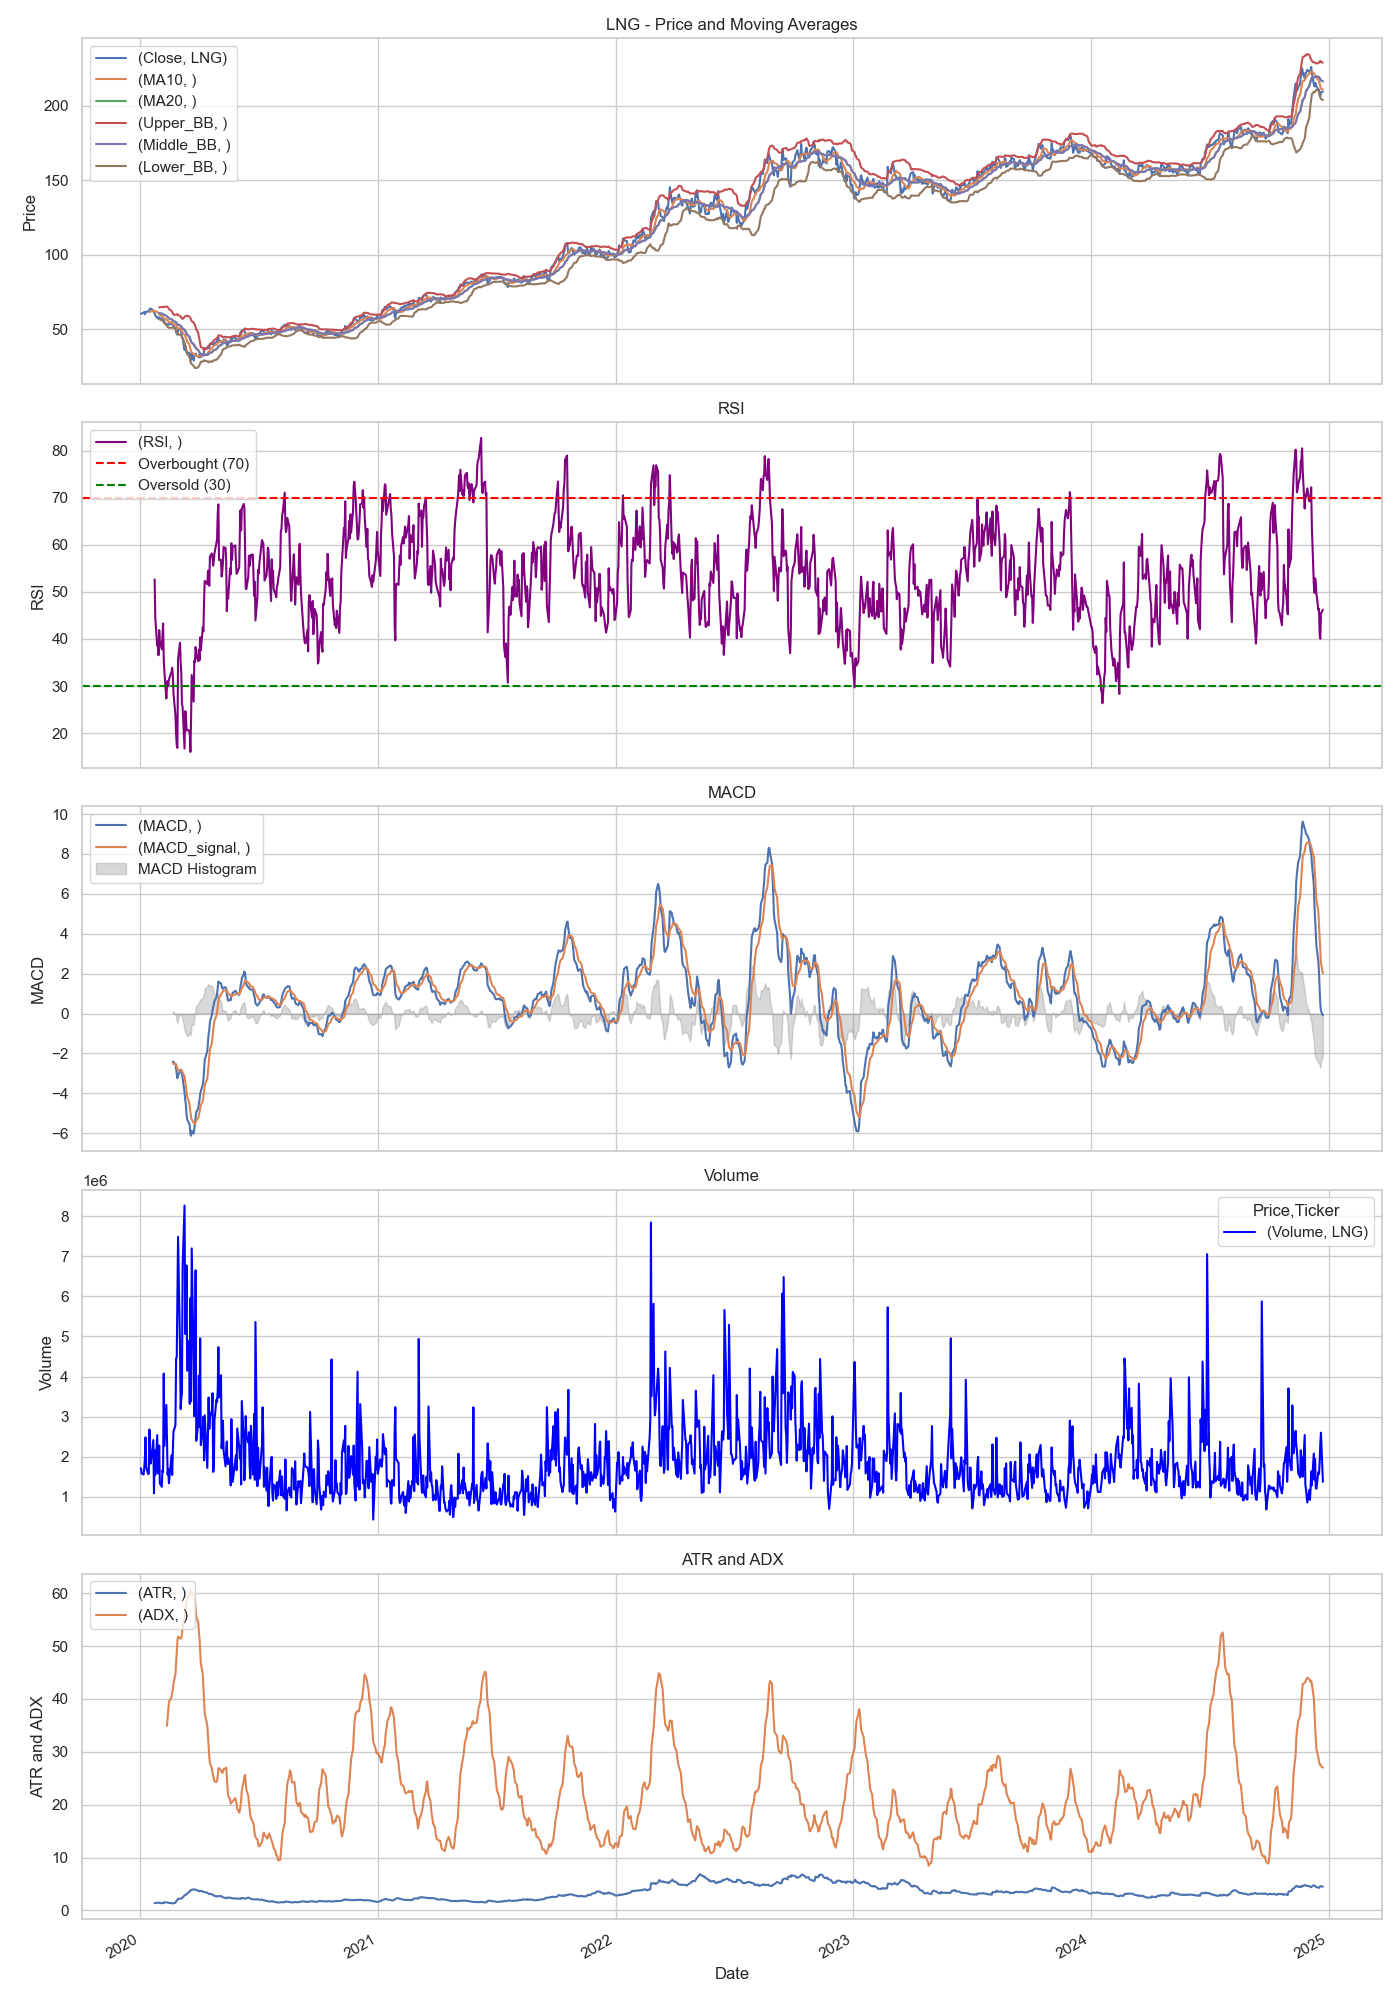 LNG - Price and Moving Averages
(Close, LNG)
(MA10, )
(MA20, )
(Upper_BB, )
(Middle_BB, )
(Lower_BB, )
200
150
100
50
Price
RSI
(RSI, )
Overbought (70)
Oversold (30)
80
70
60
50
40
30
20
RSI
MACD
(MACD, )
(MACD_signal, )
MACD Histogram
10
8
6
4
2
0
−2
−4
−6
MACD
Volume
1e6
Price,Ticker
(Volume, LNG)
8
7
6
5
4
3
2
1
Volume
ATR and ADX
(ATR, )
(ADX, )
60
50
40
30
20
10
0
ATR and ADX
2020
2021
2022
2023
2024
2025
Date